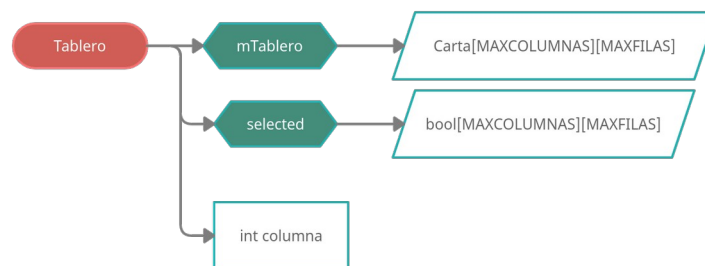 Tablero
mTablero
Carta[MAXCOLUMNAS][MAXFILAS]
selected
bool[MAXCOLUMNAS][MAXFILAS]
int columna